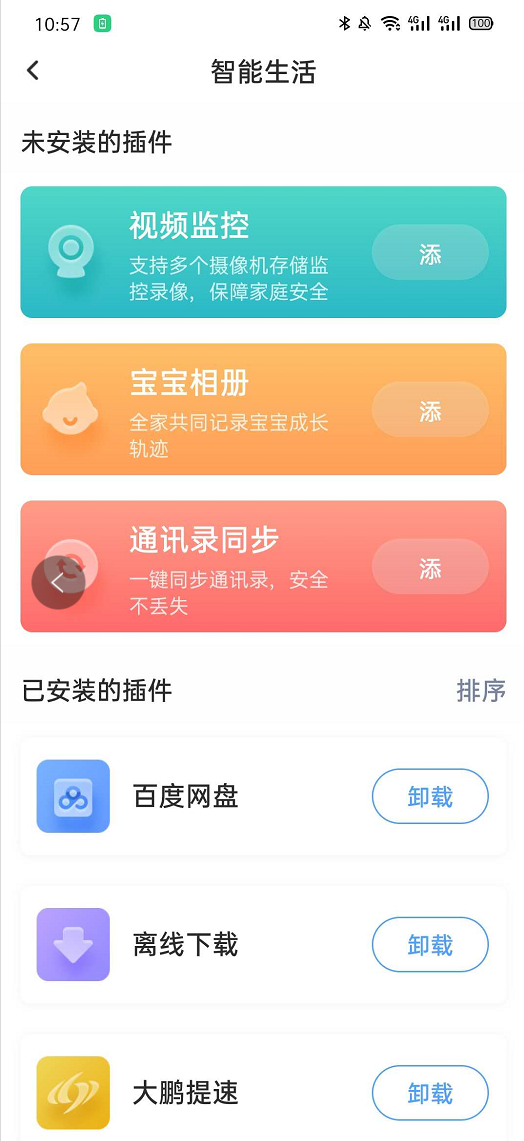 10:57
4G 4G 100
智能生活
未安装的插件
视频监控
支持多个摄像机存储监
控录像，保障家庭安全
添
宝宝相册
全家共同记录宝宝成长
轨迹
添
通讯录同步
一键同步通讯录，安全
不丢失
添
已安装的插件 排序
百度网盘 卸载
离线下载 卸载
大鹏提速 卸载